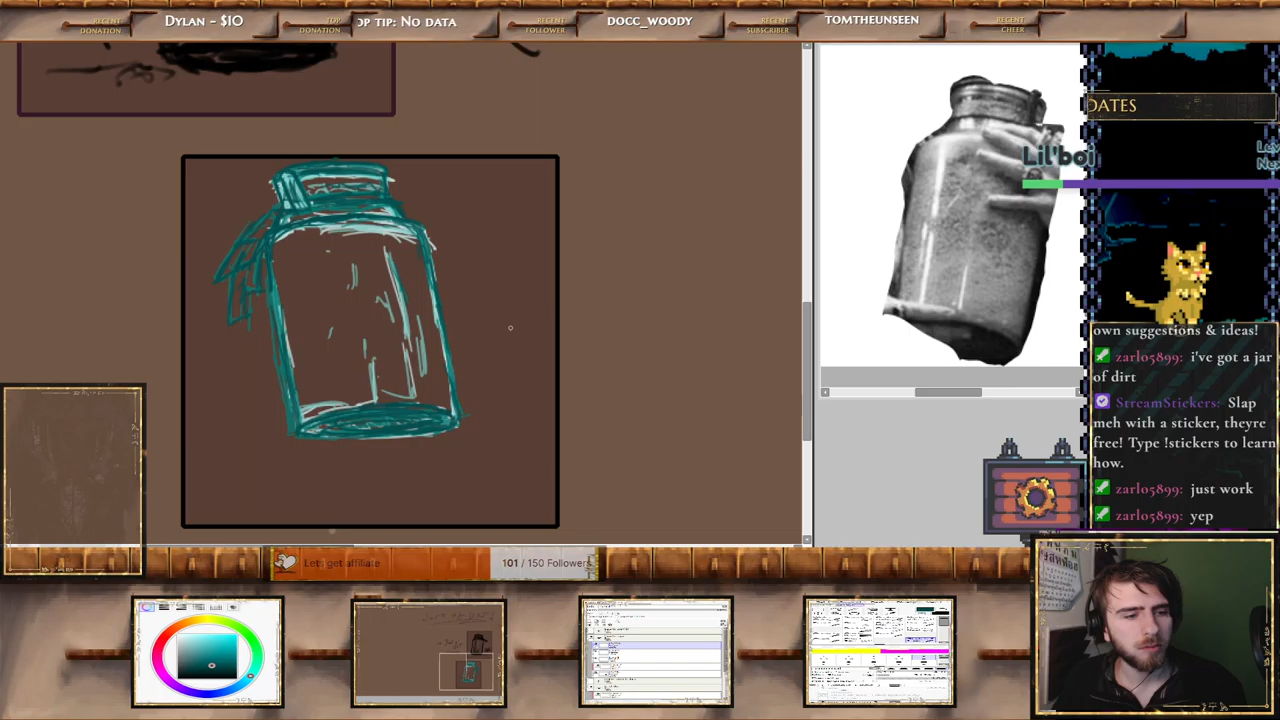 RECENT
DONATION
Dylan - $10
TOP
DONATION
OP TIP: No data
RECENT
FOLLOWER
DOCC_WOODY
RECENT
SUBSCRIBER
TOMTHEUNSEEN
RECENT
CHEER
DATES
Lil'boi
own suggestions & ideas!
zarlo5899: i've got a jar
of dirt
StreamStickers: Slap
meh with a sticker, theyre
free! Type !stickers to learn
how.
zarlo5899: just work
zarlo5899: yep
Lets get affiliate
101 / 150 Followers